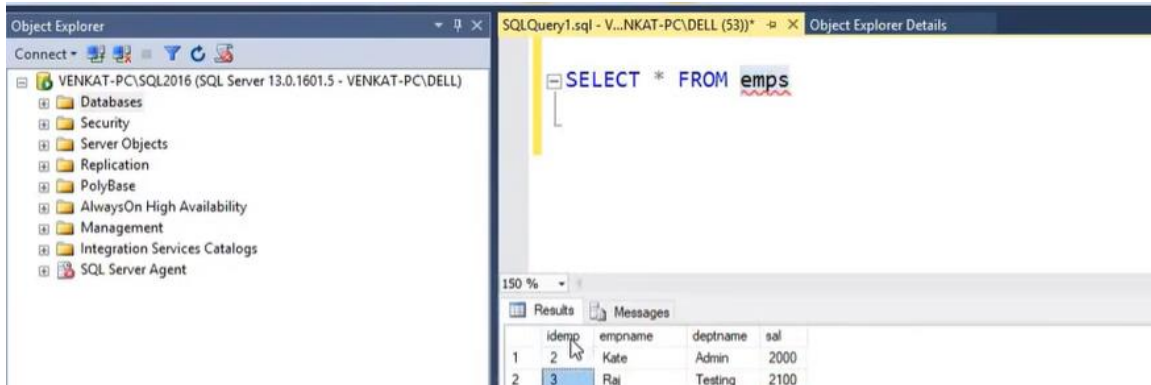 Object Explorer
Connect
VENKAT-PC\SQL2016 (SQL Server 13.0.1601.5 - VENKAT-PC\DELL)
Databases
Security
Server Objects
Replication
PolyBase
AlwaysOn High Availability
Management
Integration Services Catalogs
SQL Server Agent
SQLQuery1.sql - V...NKAT-PC\DELL (53))* Object Explorer Details
SELECT * FROM emps
150 %
Results Messages
idemp empname deptname sal
1 2 Kate Admin 2000
2 3 Raj Testing 2100